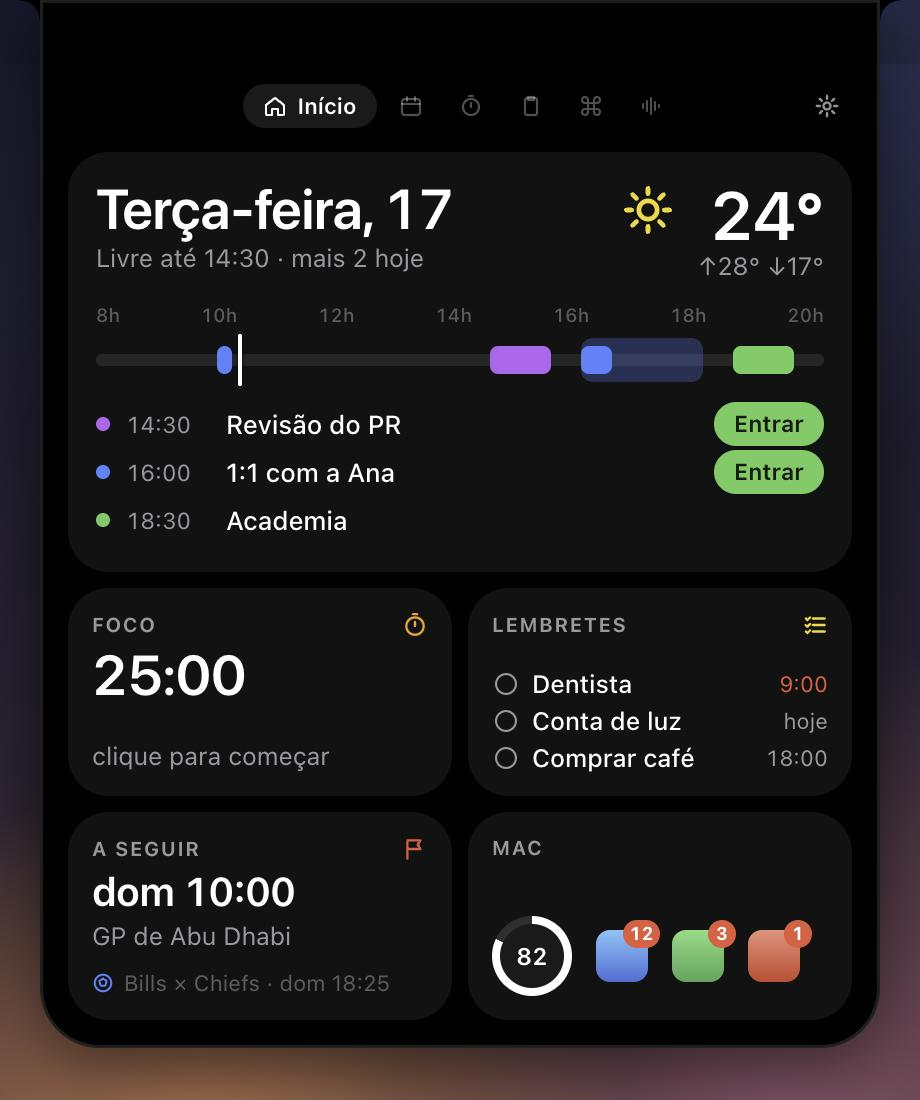 Início
Terça-feira, 17
24°
Livre até 14:30 · mais 2 hoje
↑28° ↓17°
8h 10h 12h 14h 16h 18h 20h
14:30 Revisão do PR Entrar
16:00 1:1 com a Ana Entrar
18:30 Academia
FOCO
25:00
clique para começar
LEMBRETES
Dentista 9:00
Conta de luz hoje
Comprar café 18:00
A SEGUIR
dom 10:00
GP de Abu Dhabi
Bills × Chiefs · dom 18:25
MAC
82
12
3
1